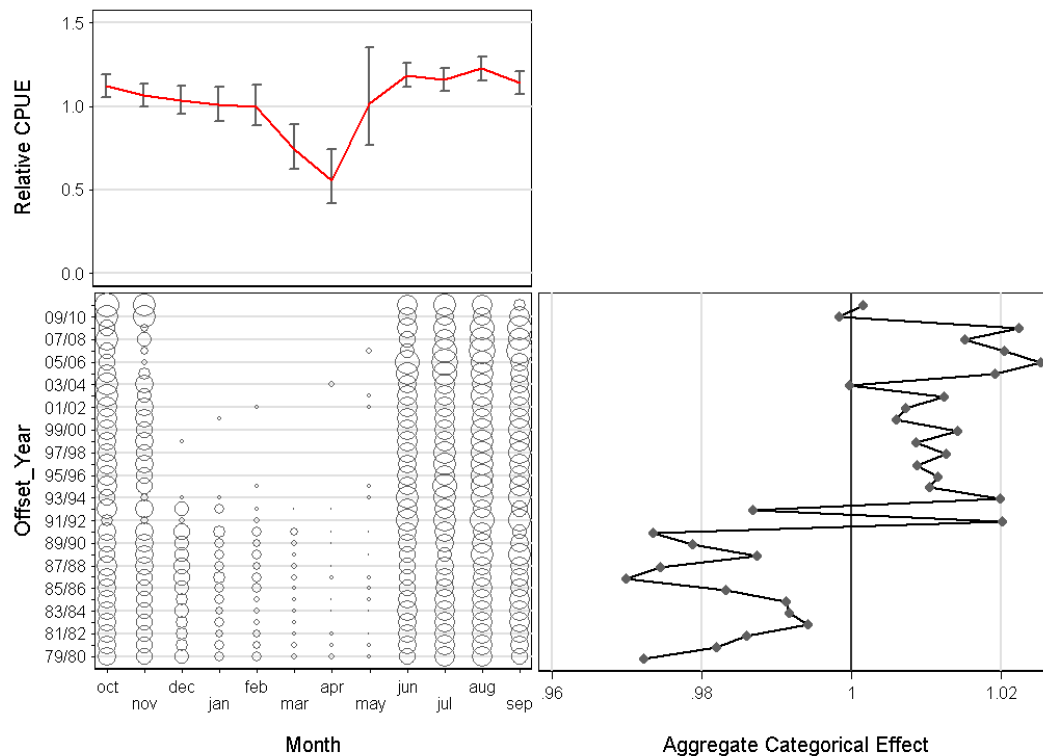 1.5
1.0
0.5
0.0
Relative CPUE
09/10
07/08
05/06
03/04
01/02
99/00
97/98
95/96
93/94
91/92
89/90
87/88
85/86
83/84
81/82
79/80
Offset_Year
oct dec feb apr jun aug
nov jan mar may jul sep
Month
.96 .98 1 1.02
Aggregate Categorical Effect